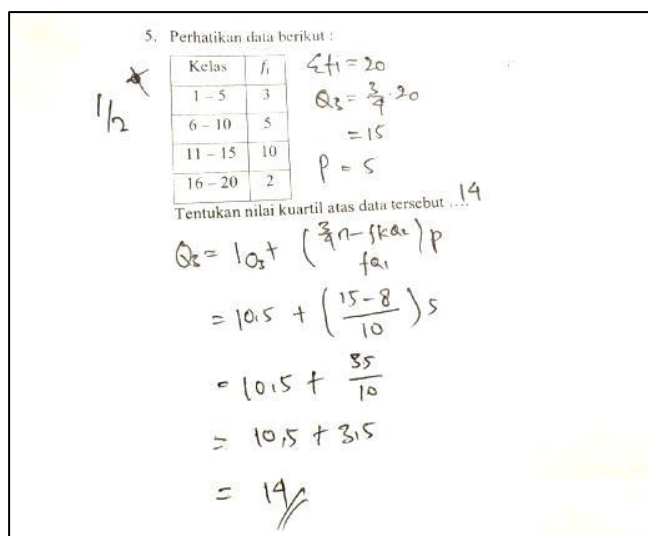 5. Perhatikan data berikut :
Kelas fi
1 – 5 3
6 – 10 5
11 – 15 10
16 – 20 2
1/2
Σfi = 20
Q3 = 3/4 · 20
= 15
P = 5
Tentukan nilai kuartil atas data tersebut .... 14
Q3 = lQ3 + (3/4n – fkQ2 / fQ1) p
= 10.5 + (15 – 8 / 10) 5
= 10.5 + 35/10
= 10,5 + 3,5
= 14